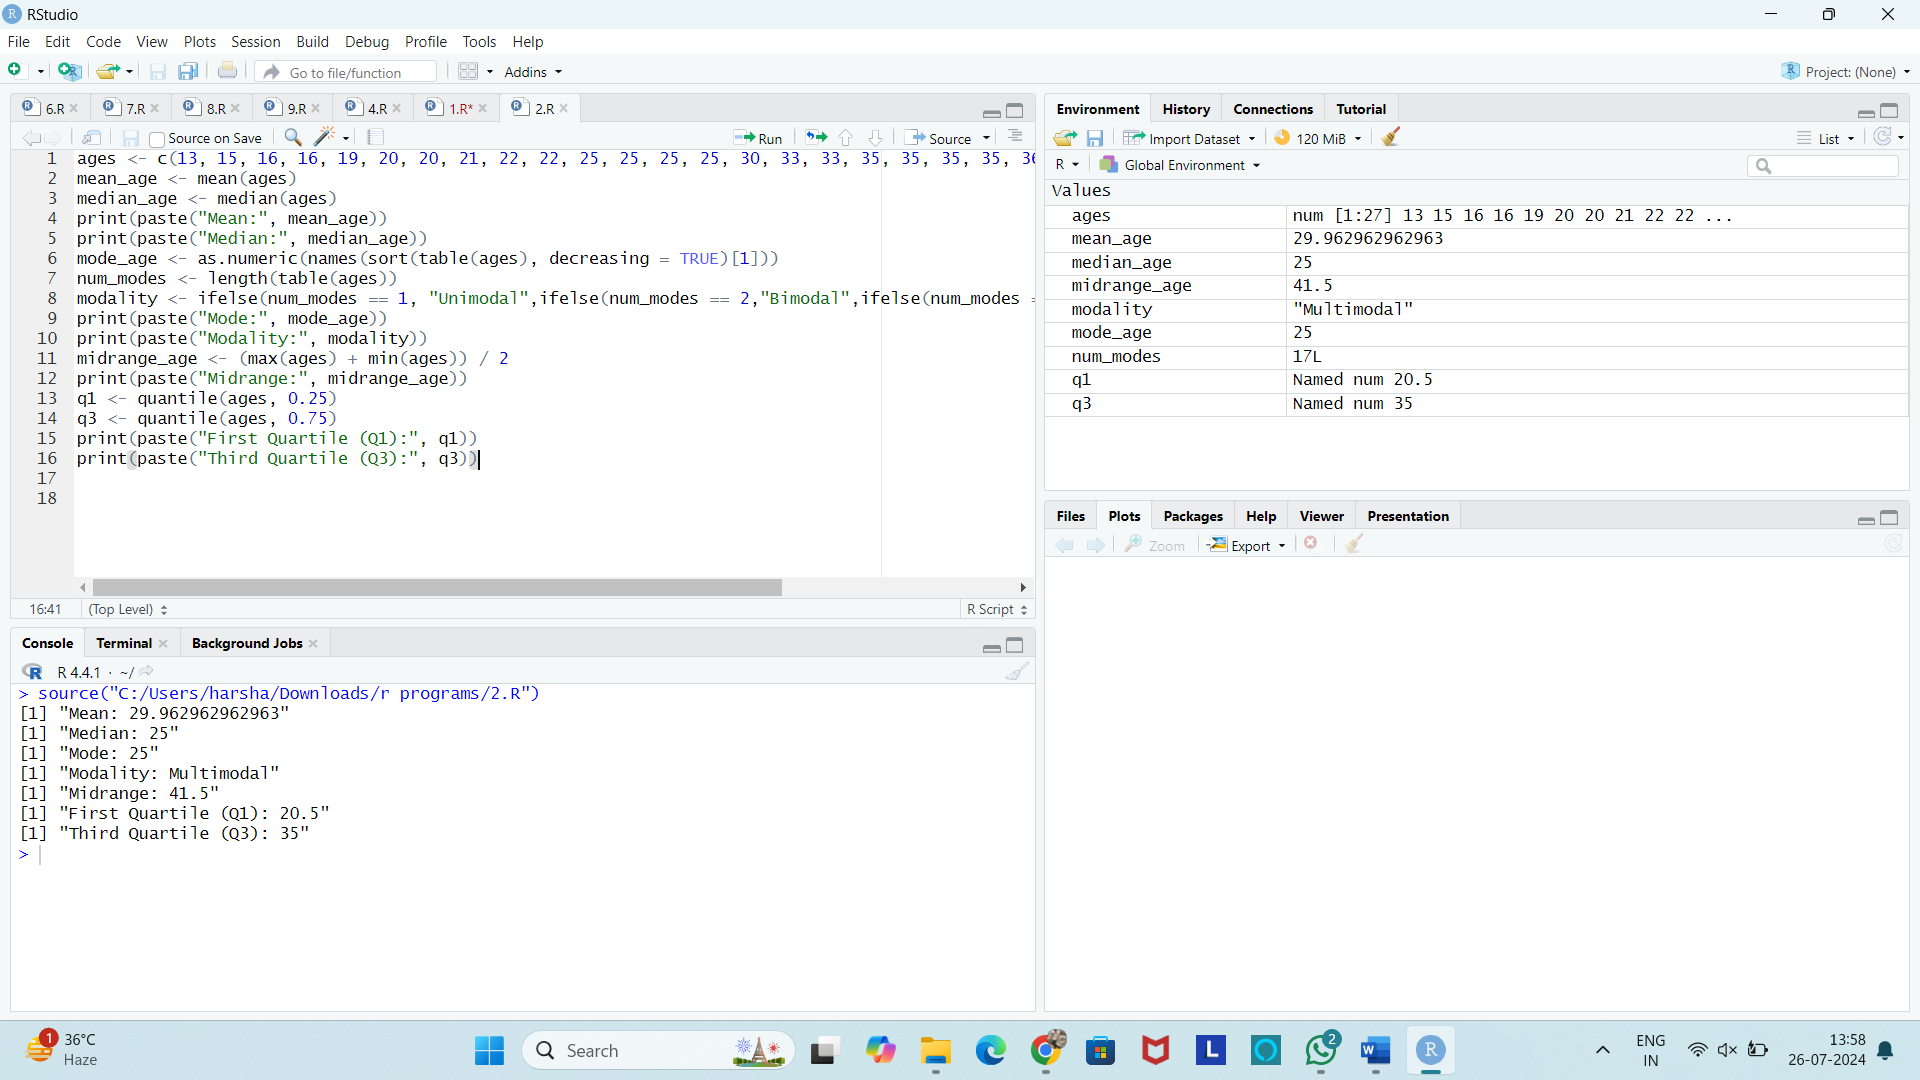 RStudio
File Edit Code View Plots Session Build Debug Profile Tools Help
Go to file/function Addins Project: (None)
6.R 7.R 8.R 9.R 4.R 1.R* 2.R
Source on Save Run Source
1 ages <- c(13, 15, 16, 16, 19, 20, 20, 21, 22, 22, 25, 25, 25, 25, 30, 33, 33, 35, 35, 35, 35, 36
2 mean_age <- mean(ages)
3 median_age <- median(ages)
4 print(paste("Mean:", mean_age))
5 print(paste("Median:", median_age))
6 mode_age <- as.numeric(names(sort(table(ages), decreasing = TRUE)[1]))
7 num_modes <- length(table(ages))
8 modality <- ifelse(num_modes == 1, "Unimodal",ifelse(num_modes == 2,"Bimodal",ifelse(num_modes =
9 print(paste("Mode:", mode_age))
10 print(paste("Modality:", modality))
11 midrange_age <- (max(ages) + min(ages)) / 2
12 print(paste("Midrange:", midrange_age))
13 q1 <- quantile(ages, 0.25)
14 q3 <- quantile(ages, 0.75)
15 print(paste("First Quartile (Q1):", q1))
16 print(paste("Third Quartile (Q3):", q3))
17
18
16:41 (Top Level) R Script
Console Terminal Background Jobs
R 4.4.1 · ~/
> source("C:/Users/harsha/Downloads/r programs/2.R")
[1] "Mean: 29.962962962963"
[1] "Median: 25"
[1] "Mode: 25"
[1] "Modality: Multimodal"
[1] "Midrange: 41.5"
[1] "First Quartile (Q1): 20.5"
[1] "Third Quartile (Q3): 35"
>
Environment History Connections Tutorial
Import Dataset 120 MiB List
R Global Environment
Values
ages num [1:27] 13 15 16 16 19 20 20 21 22 22 ...
mean_age 29.962962962963
median_age 25
midrange_age 41.5
modality "Multimodal"
mode_age 25
num_modes 17L
q1 Named num 20.5
q3 Named num 35
Files Plots Packages Help Viewer Presentation
Zoom Export
1 36°C
Haze
Search
2
ENG
IN
13:58
26-07-2024